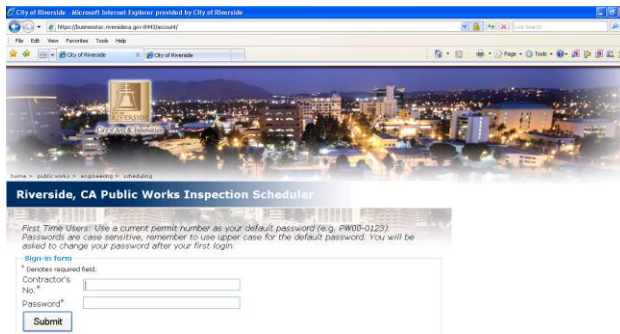 City of Riverside - Microsoft Internet Explorer provided by City of Riverside
https://businesstax.riversideca.gov:8443/account/
Live Search
File Edit View Favorites Tools Help
City of Riverside City of Riverside
Page Tools
CITY OF
RIVERSIDE
City of Arts & Innovation
home > public works > engineering > scheduling
Riverside, CA Public Works Inspection Scheduler
First Time Users: Use a current permit number as your default password (e.g. PW00-0123).
Passwords are case sensitive, remember to use upper case for the default password. You will be
asked to change your password after your first login.
Sign-in form
* Denotes required field.
Contractor's
No.*
Password*
Submit